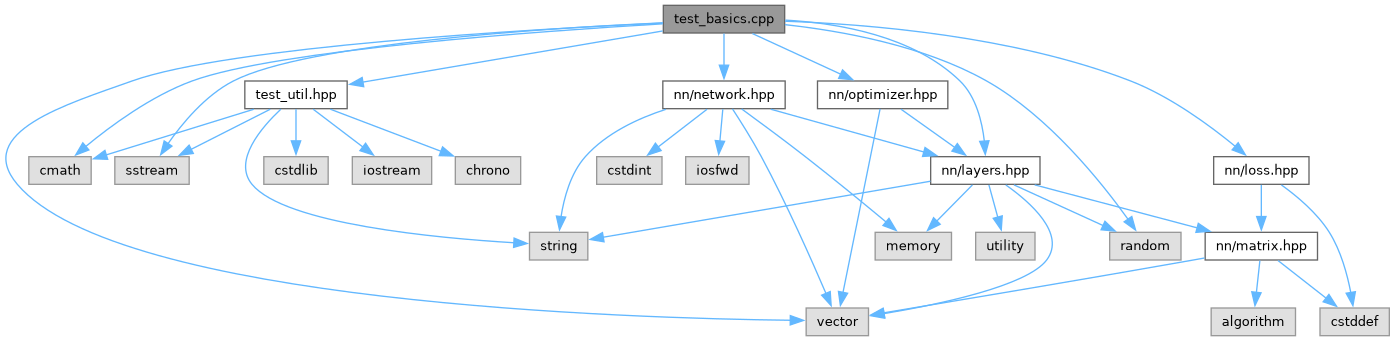 test_basics.cpp
test_util.hpp
nn/network.hpp
nn/optimizer.hpp
cmath
sstream
cstdlib
iostream
chrono
cstdint
iosfwd
nn/layers.hpp
nn/loss.hpp
string
memory
utility
random
nn/matrix.hpp
vector
algorithm
cstddef